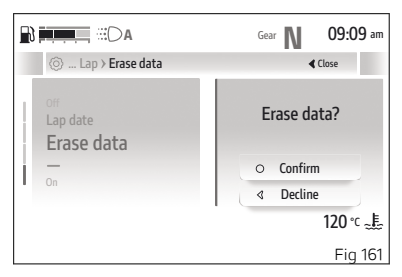 A Gear N 09:09 am
... Lap › Erase data Close
Off
Lap date
Erase data
—
On
Erase data?
Confirm
Decline
120 °C
Fig 161